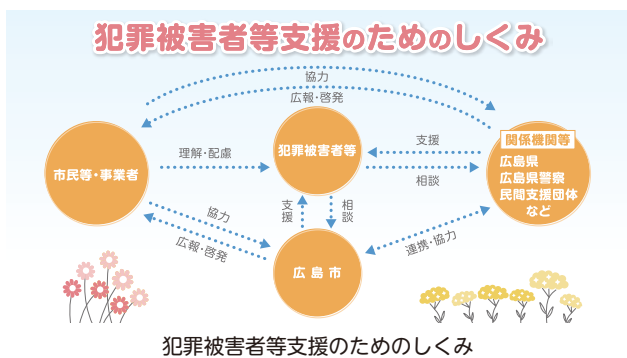 犯罪被害者等支援のためのしくみ
協力
広報・啓発
市民等・事業者
理解・配慮
犯罪被害者等
支援
相談
関係機関等
広島県
広島県警察
民間支援団体
など
協力
広報・啓発
支援
相談
広島市
連携・協力
犯罪被害者等支援のためのしくみ